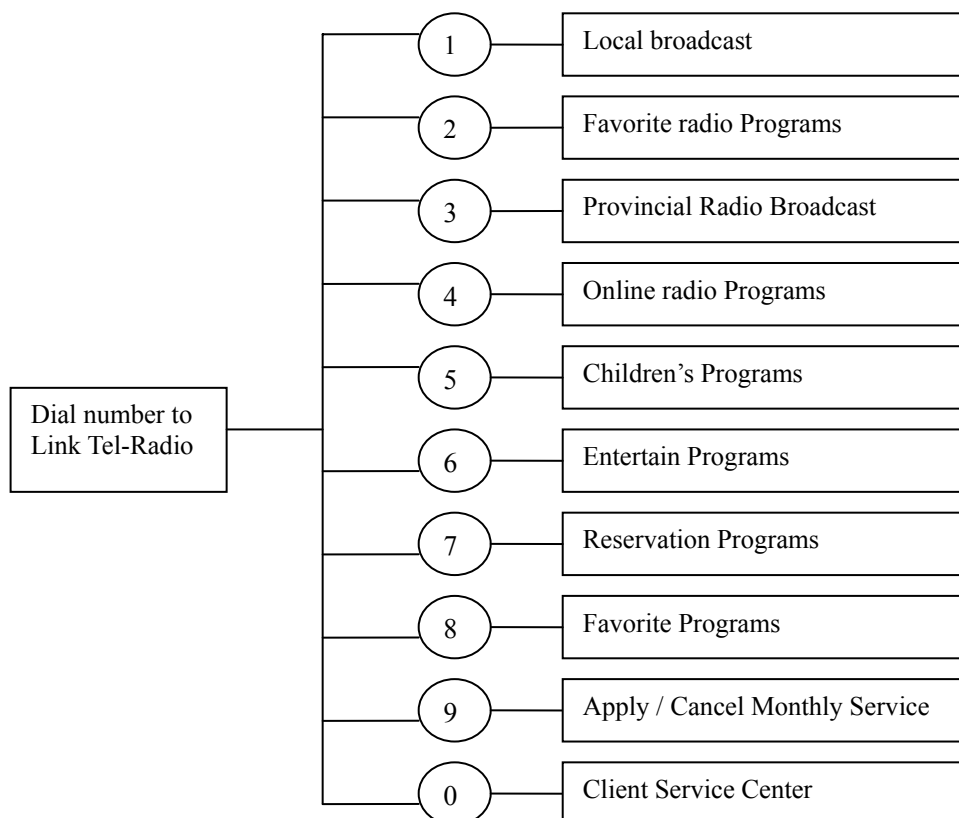 1
Local broadcast
2
Favorite radio Programs
3
Provincial Radio Broadcast
4
Online radio Programs
5
Children’s Programs
Dial number to
Link Tel-Radio
6
Entertain Programs
7
Reservation Programs
8
Favorite Programs
9
Apply / Cancel Monthly Service
0
Client Service Center